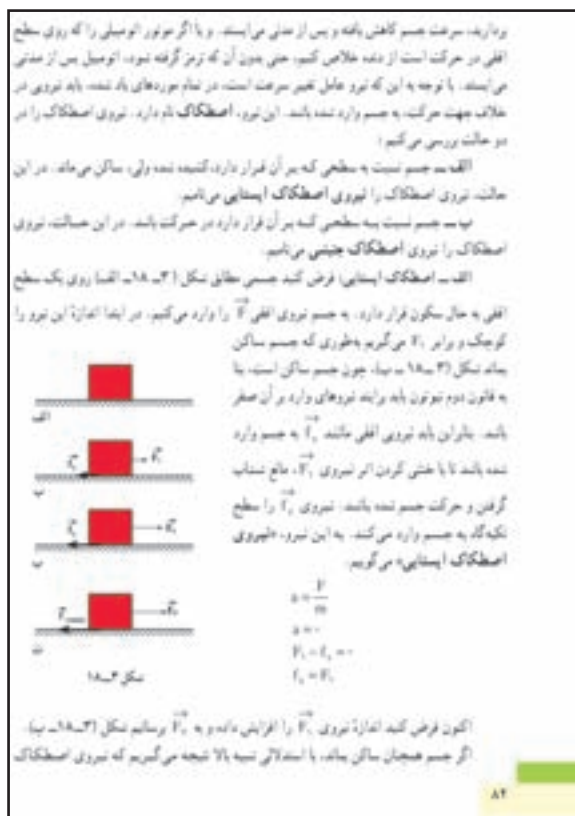 بردارید، سرعت جسم کاهش یافته و پس از مدتی می‌ایستد. و یا اگر موتور اتومبیلی را که روی سطح
افقی در حرکت است از دنده خلاص کنیم، حتی بدون آن که ترمز گرفته شود، اتومبیل پس از مدتی
می‌ایستد. با توجه به این که نیرو عامل تغییر سرعت است، در تمام موردهای یاد شده، باید نیرویی در
خلاف جهت حرکت، به جسم وارد شده باشد. این نیرو، اصطکاک نام دارد. نیروی اصطکاک را در
دو حالت بررسی می‌کنیم:
الف ــ جسم نسبت به سطحی که بر آن قرار دارد، کشیده شده ولی، ساکن می‌ماند. در این
حالت، نیروی اصطکاک را نیروی اصطکاک ایستایی می‌نامیم.
ب ــ جسم نسبت به سطحی که بر آن قرار دارد در حرکت باشد. در این حالت، نیروی
اصطکاک را نیروی اصطکاک جنبشی می‌نامیم.
الف ــ اصطکاک ایستایی: فرض کنید جسمی مطابق شکل (۳ــ۱۸ــ الف) روی یک سطح
افقی به حال سکون قرار دارد. به جسم نیروی افقی F را وارد می‌کنیم. در ابتدا اندازهٔ این نیرو را
کوچک و برابر F₁ می‌گیریم به‌طوری که جسم ساکن
بماند شکل (۳ــ۱۸ــ ب). چون جسم ساکن است، بنا
به قانون دوم نیوتون باید برایند نیروهای وارد بر آن صفر
باشد. بنابراین باید نیرویی افقی مانند fₛ به جسم وارد
شده باشد تا با خنثی کردن اثر نیروی F₁، مانع شتاب
گرفتن و حرکت جسم شده باشد. نیروی fₛ را سطح
تکیه‌گاه به جسم وارد می‌کند. به این نیرو، «نیروی
اصطکاک ایستایی» می‌گوییم.
a = F/m
a = ۰
F₁ − fₛ = ۰
fₛ = F₁
الف
ب
پ
ت
شکل ۳ــ۱۸
اکنون فرض کنید اندازهٔ نیروی F₁ را افزایش داده و به F₂ برسانیم شکل (۳ــ۱۸ــ پ).
اگر جسم همچنان ساکن بماند، با استدلالی شبیه بالا نتیجه می‌گیریم که نیروی اصطکاک
۸۲